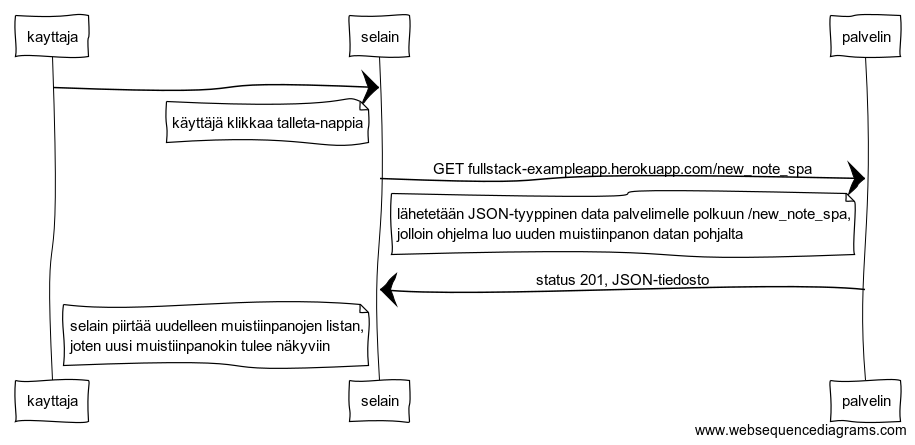 kayttaja
selain
palvelin
käyttäjä klikkaa talleta-nappia
GET fullstack-exampleapp.herokuapp.com/new_note_spa
lähetetään JSON-tyyppinen data palvelimelle polkuun /new_note_spa,
jolloin ohjelma luo uuden muistiinpanon datan pohjalta
status 201, JSON-tiedosto
selain piirtää uudelleen muistiinpanojen listan,
joten uusi muistiinpanokin tulee näkyviin
kayttaja
selain
palvelin
www.websequencediagrams.com